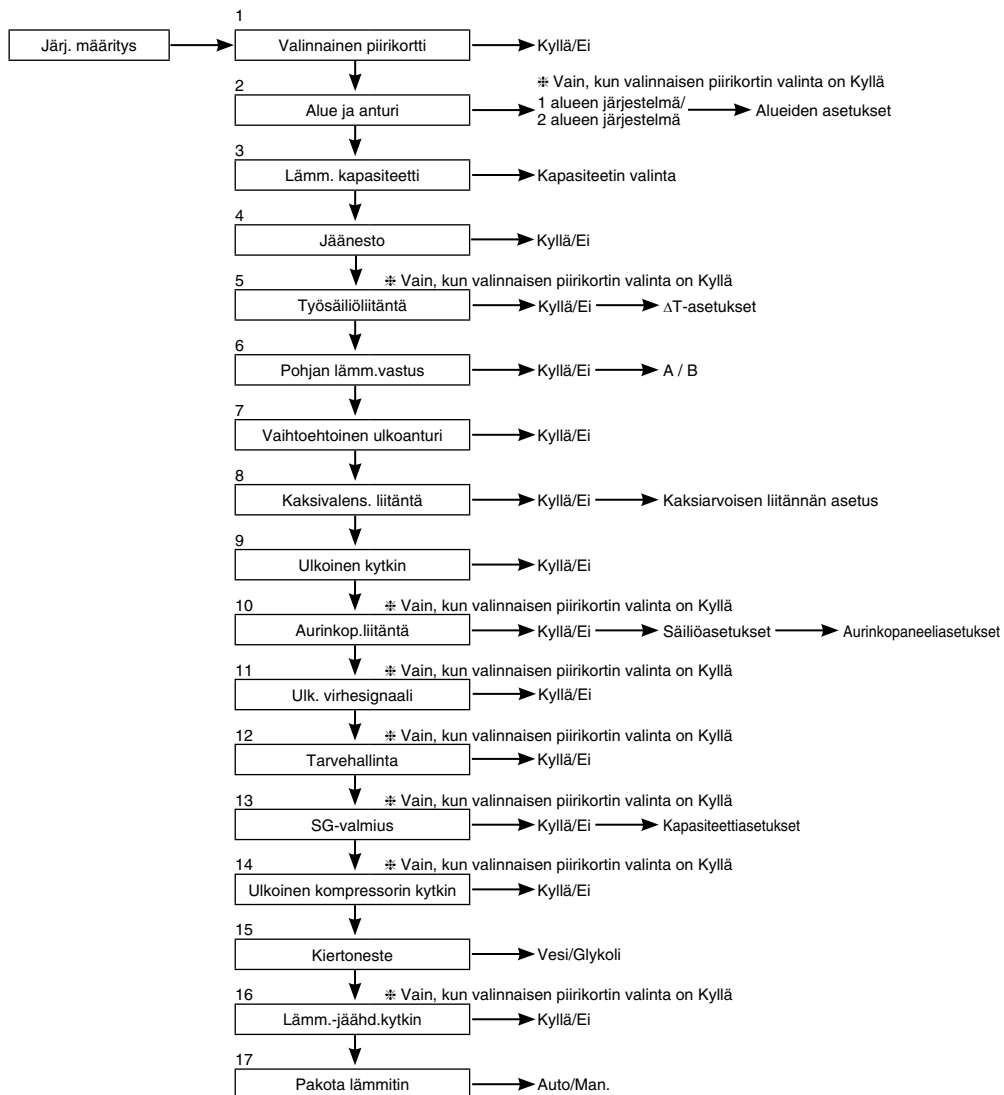 1
Järj. määritys
Valinnainen piirikortti
Kyllä/Ei
2
Alue ja anturi
❉ Vain, kun valinnaisen piirikortin valinta on Kyllä
1 alueen järjestelmä/
2 alueen järjestelmä
Alueiden asetukset
3
Lämm. kapasiteetti
Kapasiteetin valinta
4
Jäänesto
Kyllä/Ei
5
❉ Vain, kun valinnaisen piirikortin valinta on Kyllä
Työsäiliöliitäntä
Kyllä/Ei
∆T-asetukset
6
Pohjan lämm.vastus
Kyllä/Ei
A / B
7
Vaihtoehtoinen ulkoanturi
Kyllä/Ei
8
Kaksivalens. liitäntä
Kyllä/Ei
Kaksiarvoisen liitännän asetus
9
Ulkoinen kytkin
Kyllä/Ei
10
❉ Vain, kun valinnaisen piirikortin valinta on Kyllä
Aurinkop.liitäntä
Kyllä/Ei
Säiliöasetukset
Aurinkopaneeliasetukset
11
❉ Vain, kun valinnaisen piirikortin valinta on Kyllä
Ulk. virhesignaali
Kyllä/Ei
12
❉ Vain, kun valinnaisen piirikortin valinta on Kyllä
Tarvehallinta
Kyllä/Ei
13
❉ Vain, kun valinnaisen piirikortin valinta on Kyllä
SG-valmius
Kyllä/Ei
Kapasiteettiasetukset
14
❉ Vain, kun valinnaisen piirikortin valinta on Kyllä
Ulkoinen kompressorin kytkin
Kyllä/Ei
15
Kiertoneste
Vesi/Glykoli
16
❉ Vain, kun valinnaisen piirikortin valinta on Kyllä
Lämm.-jäähd.kytkin
Kyllä/Ei
17
Pakota lämmitin
Auto/Man.